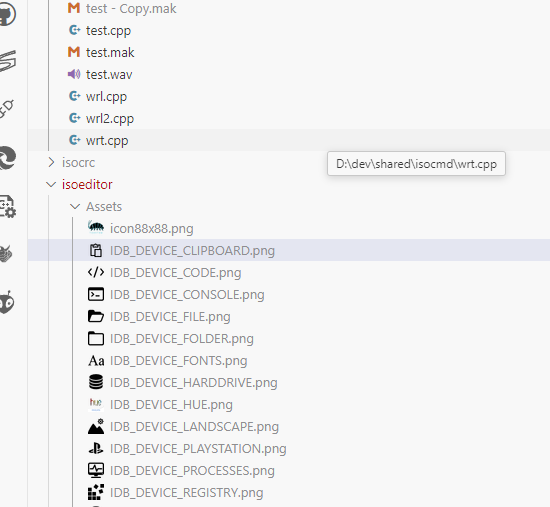 test - Copy.mak
test.cpp
test.mak
test.wav
wrl.cpp
wrl2.cpp
wrt.cpp
D:\dev\shared\isocmd\wrt.cpp
isocrc
isoeditor
Assets
icon88x88.png
IDB_DEVICE_CLIPBOARD.png
IDB_DEVICE_CODE.png
IDB_DEVICE_CONSOLE.png
IDB_DEVICE_FILE.png
IDB_DEVICE_FOLDER.png
Aa IDB_DEVICE_FONTS.png
IDB_DEVICE_HARDDRIVE.png
hue IDB_DEVICE_HUE.png
IDB_DEVICE_LANDSCAPE.png
IDB_DEVICE_PLAYSTATION.png
IDB_DEVICE_PROCESSES.png
IDB_DEVICE_REGISTRY.png